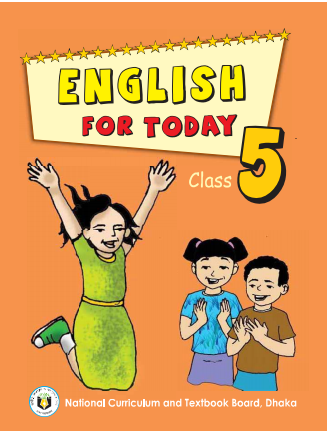 ENGLISH
FOR TODAY
Class 5
National Curriculum and Textbook Board, Dhaka